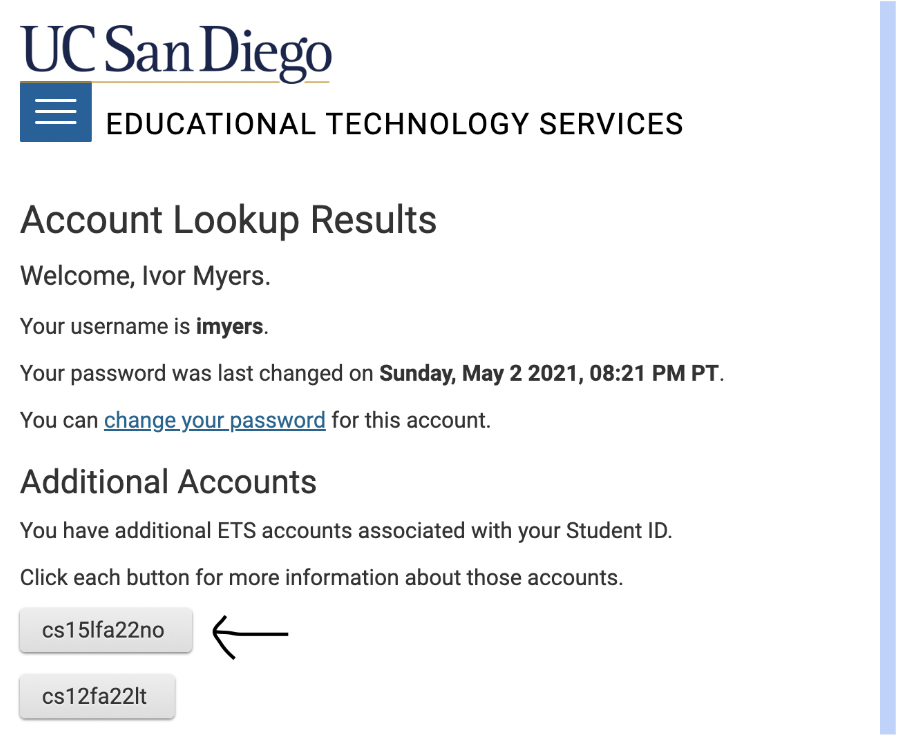 UC San Diego
EDUCATIONAL TECHNOLOGY SERVICES
Account Lookup Results
Welcome, Ivor Myers.
Your username is imyers.
Your password was last changed on Sunday, May 2 2021, 08:21 PM PT.
You can change your password for this account.
Additional Accounts
You have additional ETS accounts associated with your Student ID.
Click each button for more information about those accounts.
cs15lfa22no
cs12fa22lt